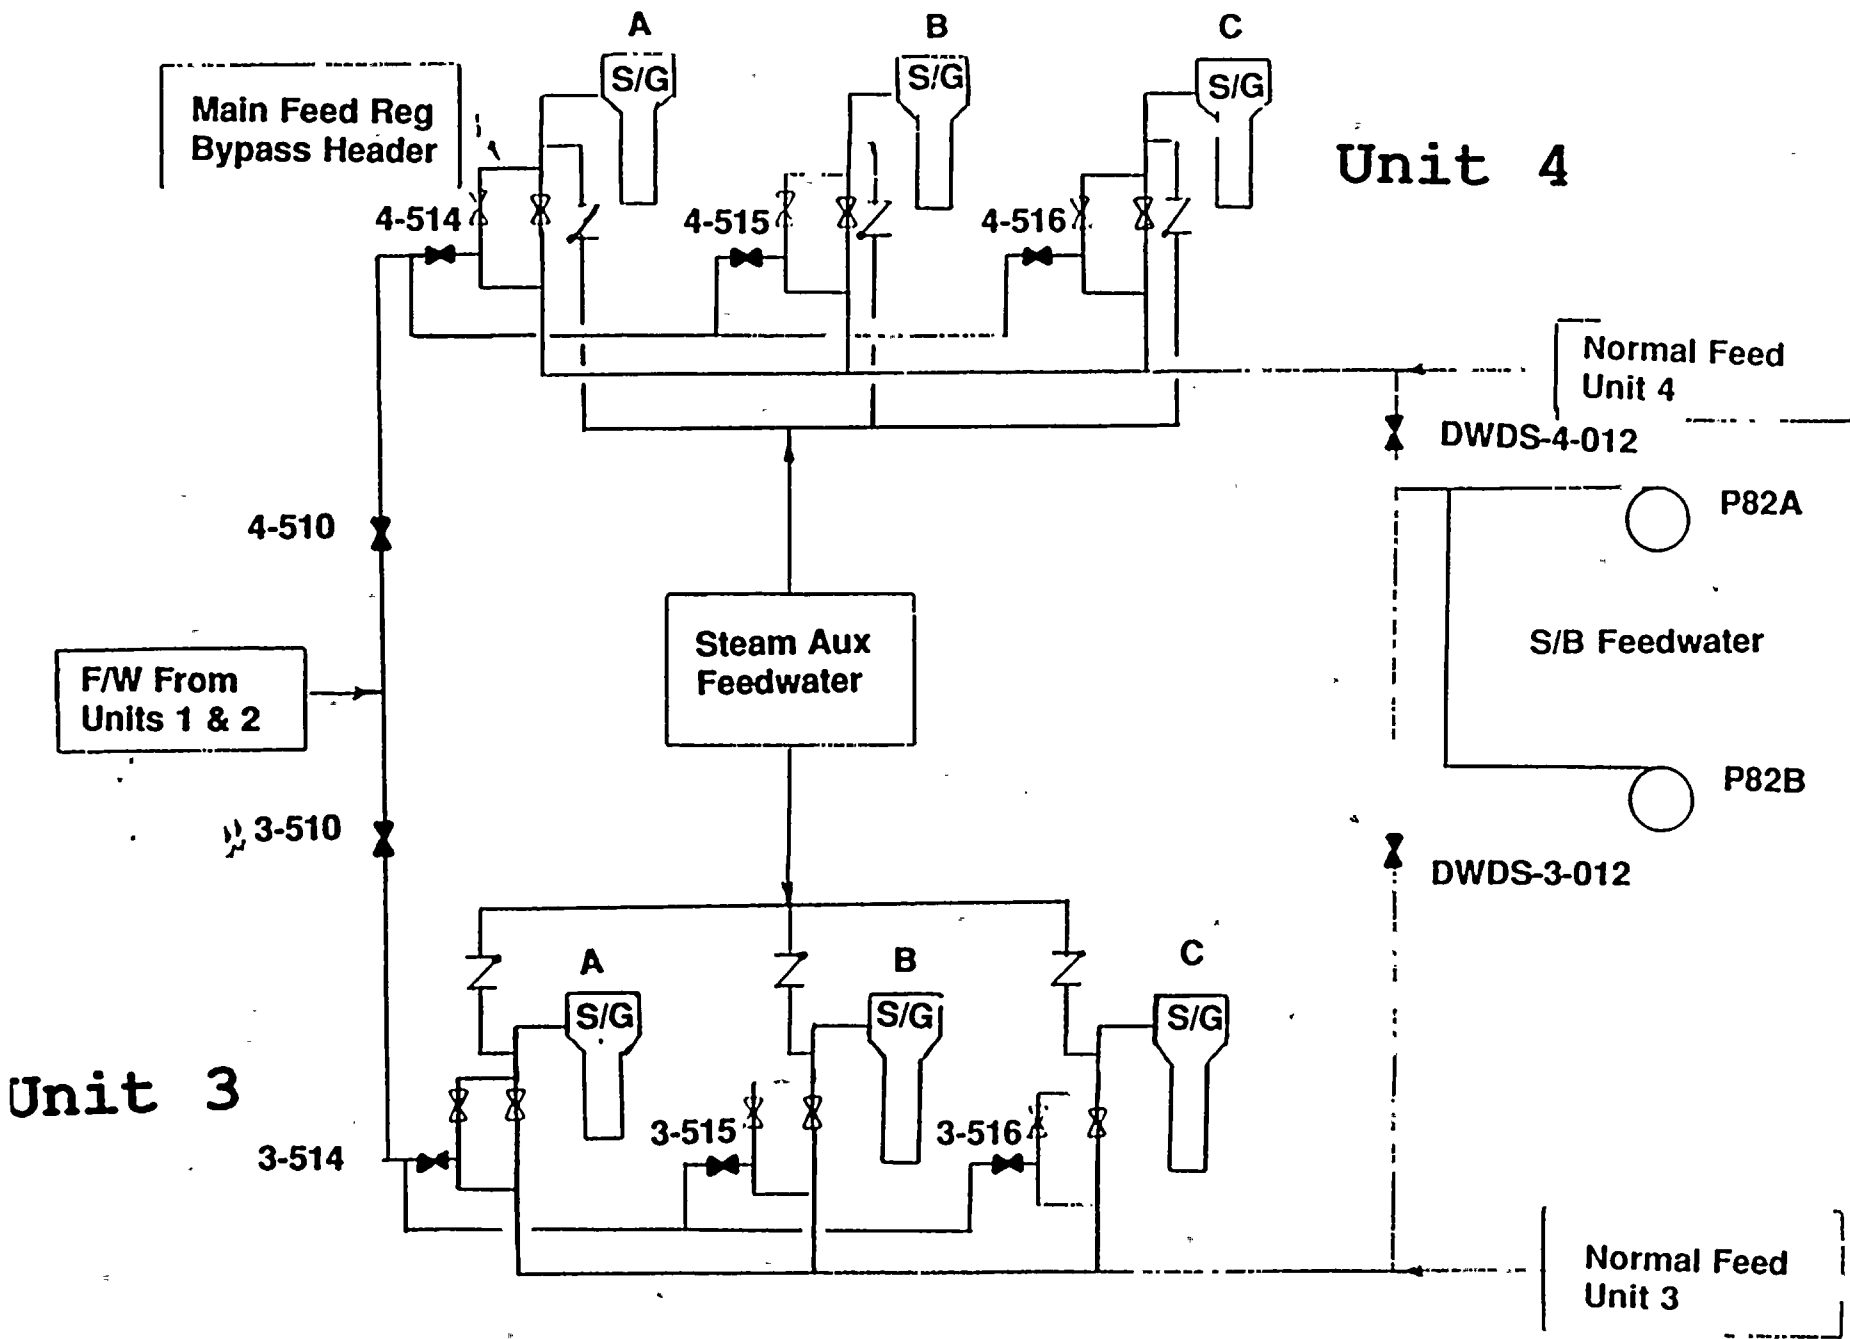 A
B
C
S/G
S/G
S/G
Main Feed Reg
Bypass Header
Unit 4
4-514
4-515
4-516
Normal Feed
Unit 4
DWDS-4-012
P82A
4-510
S/B Feedwater
Steam Aux
Feedwater
F/W From
Units 1 & 2
P82B
3-510
DWDS-3-012
A
B
C
S/G
S/G
S/G
Unit 3
3-514
3-515
3-516
Normal Feed
Unit 3